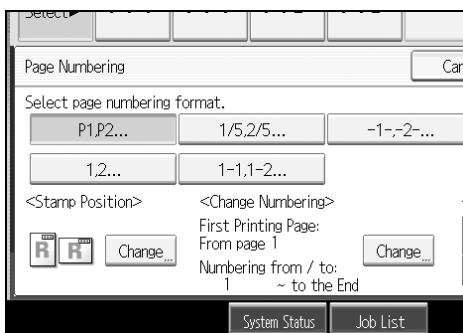 Select►
Page Numbering
Select page numbering format.
P1,P2... 1/5,2/5... -1-,-2-...
1,2... 1-1,1-2...
<Stamp Position> <Change Numbering>
First Printing Page:
From page 1
R R Change Change
Numbering from / to:
1 ~ to the End
System Status Job List